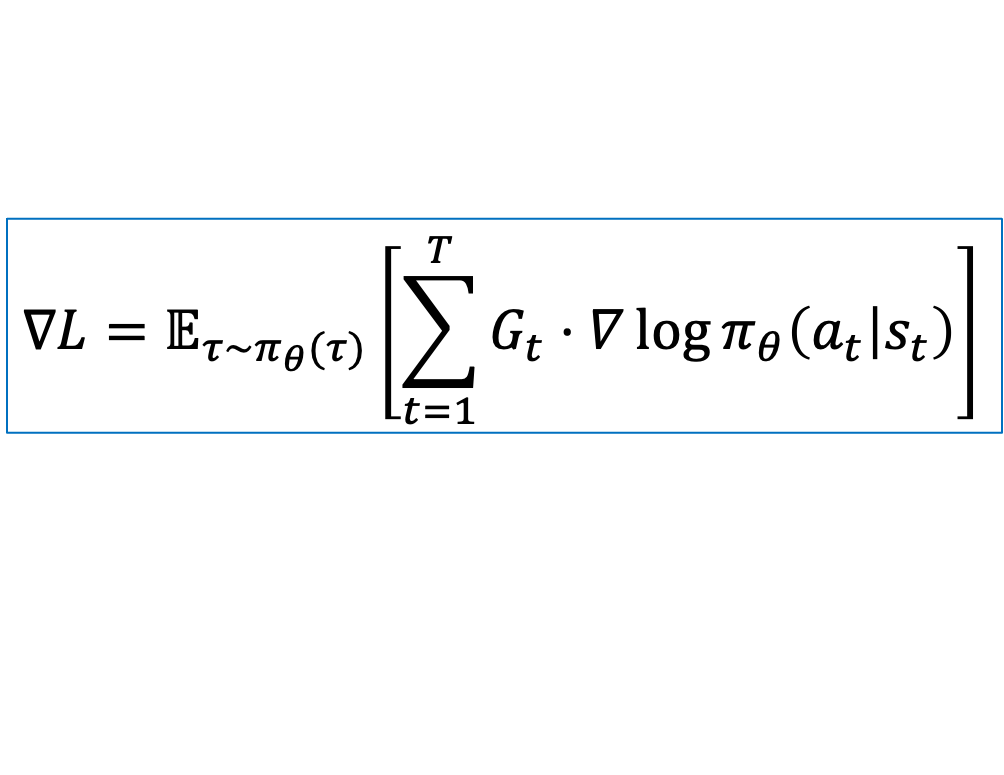 ∇L = 𝔼_{τ~π_θ(τ)} [ ∑_{t=1}^{T} G_t · ∇ log π_θ(a_t|s_t) ]